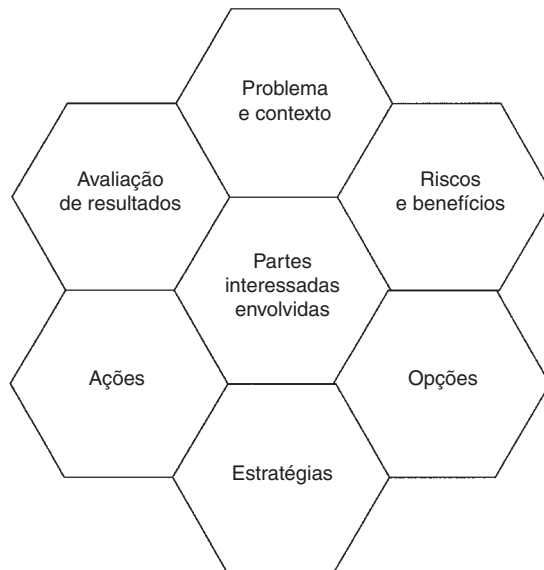 Problema
e contexto
Avaliação
de resultados
Riscos
e benefícios
Partes
interessadas
envolvidas
Ações
Opções
Estratégias